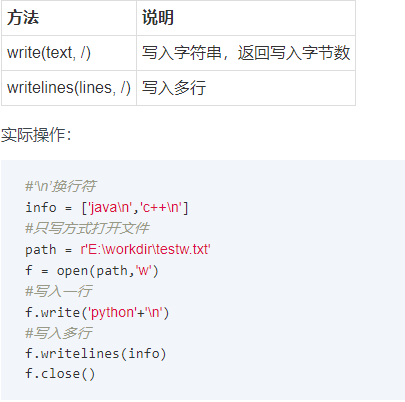 方法 说明
write(text, /) 写入字符串，返回写入字节数
writelines(lines, /) 写入多行
实际操作：
#'\n'换行符
info = ['java\n','c++\n']
#只写方式打开文件
path = r'E:\workdir\testw.txt'
f = open(path,'w')
#写入一行
f.write('python'+'\n')
#写入多行
f.writelines(info)
f.close()